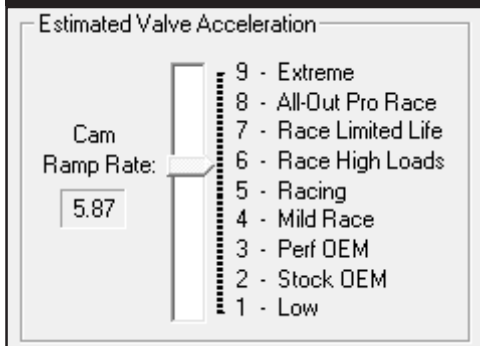 Estimated Valve Acceleration
Cam
Ramp Rate:
5.87
9 - Extreme
8 - All-Out Pro Race
7 - Race Limited Life
6 - Race High Loads
5 - Racing
4 - Mild Race
3 - Perf OEM
2 - Stock OEM
1 - Low